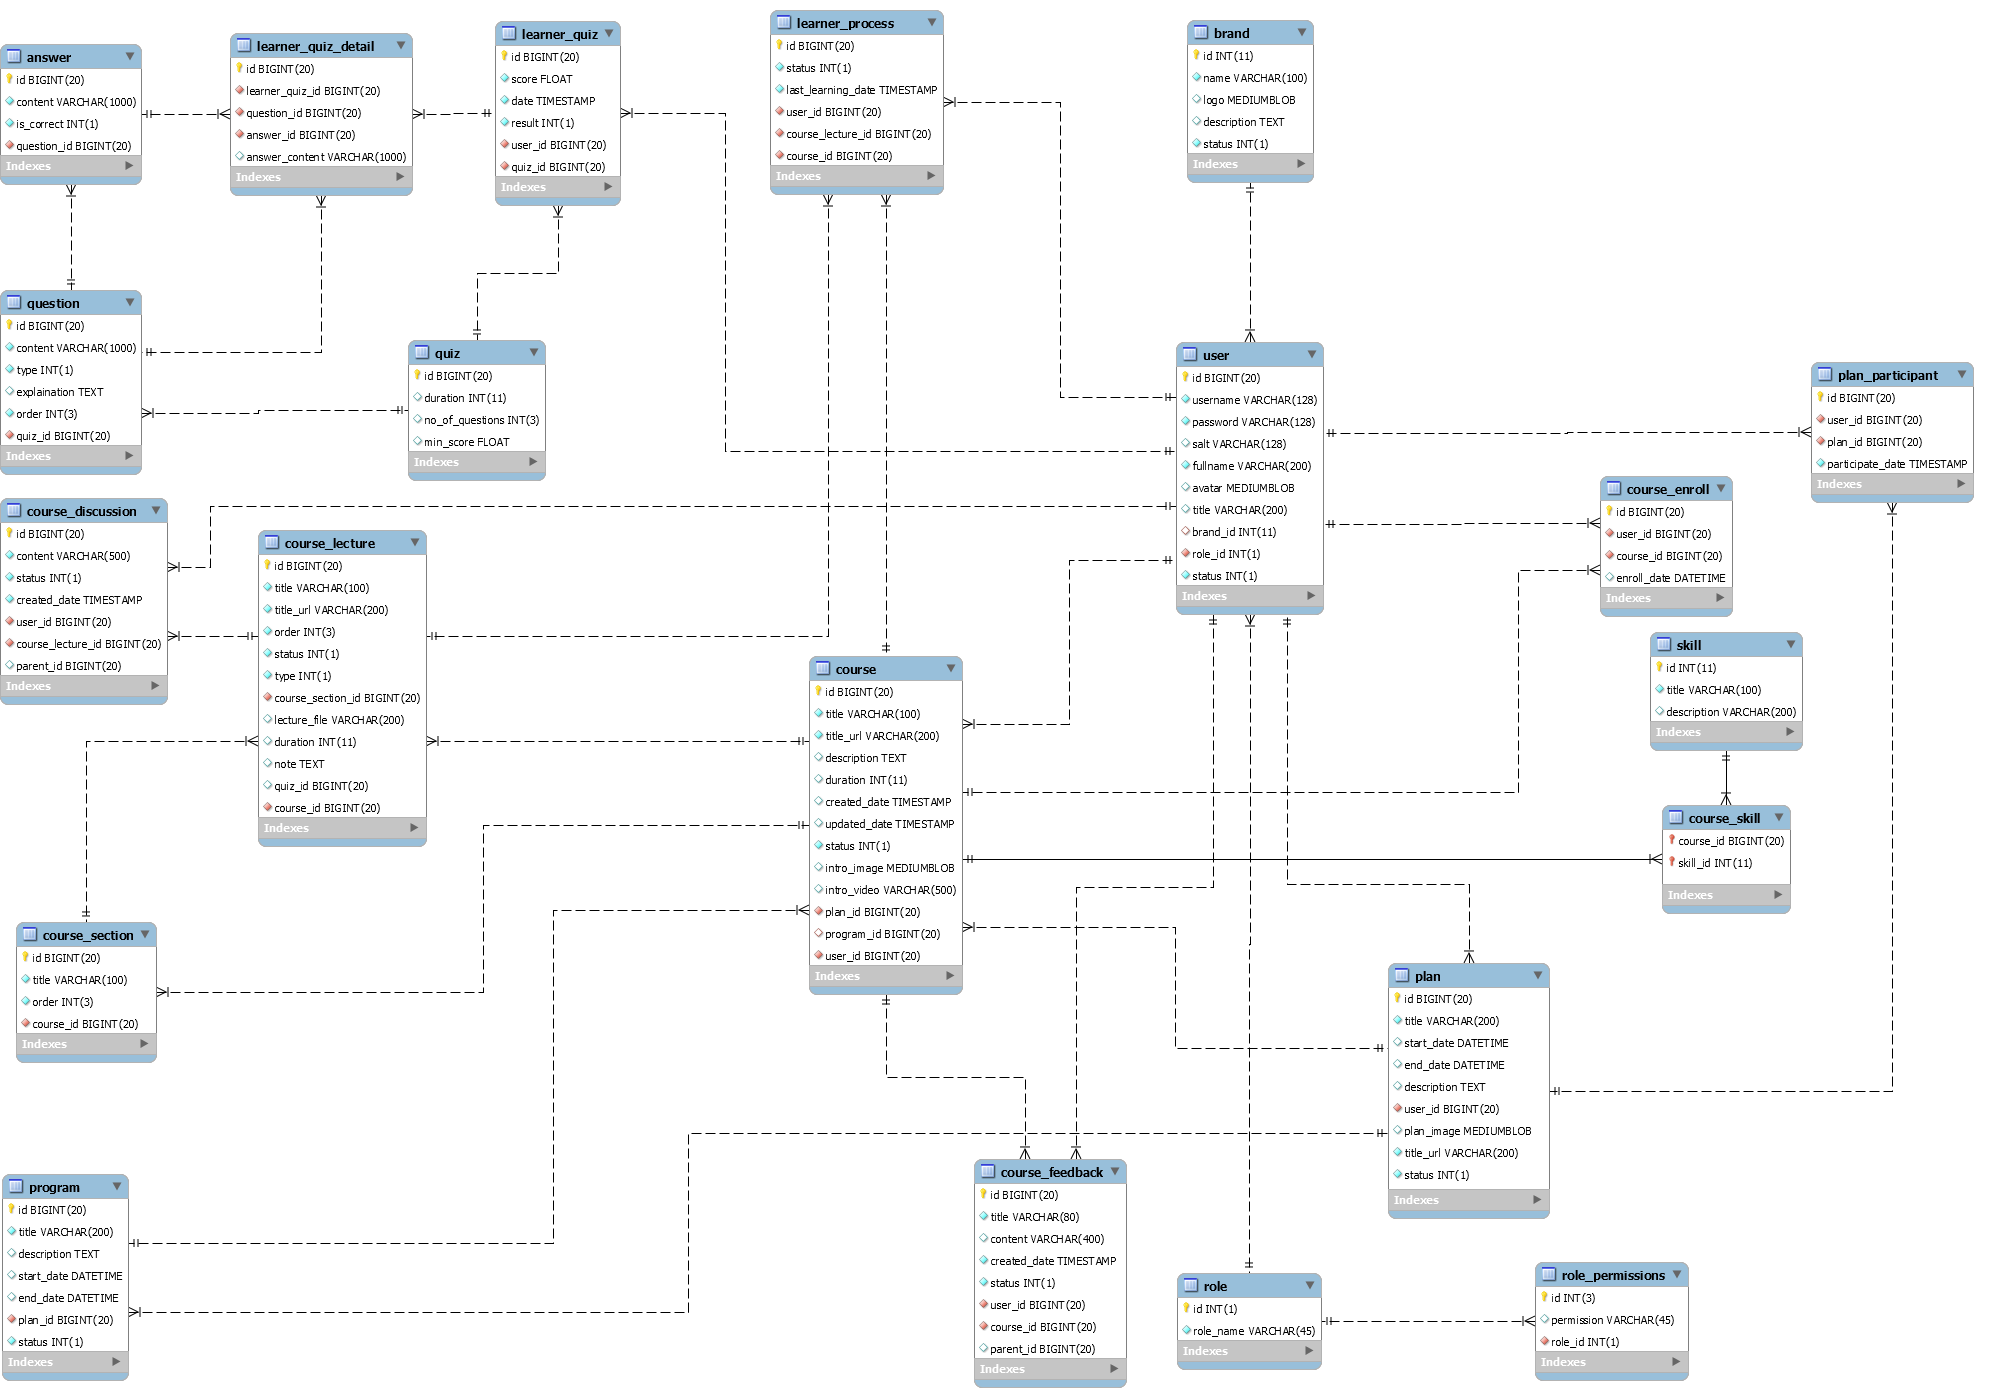 answer
id BIGINT(20)
content VARCHAR(1000)
is_correct INT(1)
question_id BIGINT(20)
Indexes
learner_quiz_detail
id BIGINT(20)
learner_quiz_id BIGINT(20)
question_id BIGINT(20)
answer_id BIGINT(20)
answer_content VARCHAR(1000)
Indexes
learner_quiz
id BIGINT(20)
score FLOAT
date TIMESTAMP
result INT(1)
user_id BIGINT(20)
quiz_id BIGINT(20)
Indexes
learner_process
id BIGINT(20)
status INT(1)
last_learning_date TIMESTAMP
user_id BIGINT(20)
course_lecture_id BIGINT(20)
course_id BIGINT(20)
Indexes
brand
id INT(11)
name VARCHAR(100)
logo MEDIUMBLOB
description TEXT
status INT(1)
Indexes
question
id BIGINT(20)
content VARCHAR(1000)
type INT(1)
explaination TEXT
order INT(3)
quiz_id BIGINT(20)
Indexes
quiz
id BIGINT(20)
duration INT(11)
no_of_questions INT(3)
min_score FLOAT
Indexes
user
id BIGINT(20)
username VARCHAR(128)
password VARCHAR(128)
salt VARCHAR(128)
fullname VARCHAR(200)
avatar MEDIUMBLOB
title VARCHAR(200)
brand_id INT(11)
role_id INT(1)
status INT(1)
Indexes
plan_participant
id BIGINT(20)
user_id BIGINT(20)
plan_id BIGINT(20)
participate_date TIMESTAMP
Indexes
course_enroll
id BIGINT(20)
user_id BIGINT(20)
course_id BIGINT(20)
enroll_date DATETIME
Indexes
course_discussion
id BIGINT(20)
content VARCHAR(500)
status INT(1)
created_date TIMESTAMP
user_id BIGINT(20)
course_lecture_id BIGINT(20)
parent_id BIGINT(20)
Indexes
course_lecture
id BIGINT(20)
title VARCHAR(100)
title_url VARCHAR(200)
order INT(3)
status INT(1)
type INT(1)
course_section_id BIGINT(20)
lecture_file VARCHAR(200)
duration INT(11)
note TEXT
quiz_id BIGINT(20)
course_id BIGINT(20)
Indexes
course
id BIGINT(20)
title VARCHAR(100)
title_url VARCHAR(200)
description TEXT
duration INT(11)
created_date TIMESTAMP
updated_date TIMESTAMP
status INT(1)
intro_image MEDIUMBLOB
intro_video VARCHAR(500)
plan_id BIGINT(20)
program_id BIGINT(20)
user_id BIGINT(20)
Indexes
skill
id INT(11)
title VARCHAR(100)
description VARCHAR(200)
Indexes
course_skill
course_id BIGINT(20)
skill_id INT(11)
Indexes
course_section
id BIGINT(20)
title VARCHAR(100)
order INT(3)
course_id BIGINT(20)
Indexes
plan
id BIGINT(20)
title VARCHAR(200)
start_date DATETIME
end_date DATETIME
description TEXT
user_id BIGINT(20)
plan_image MEDIUMBLOB
title_url VARCHAR(200)
status INT(1)
Indexes
program
id BIGINT(20)
title VARCHAR(200)
description TEXT
start_date DATETIME
end_date DATETIME
plan_id BIGINT(20)
status INT(1)
Indexes
course_feedback
id BIGINT(20)
title VARCHAR(80)
content VARCHAR(400)
created_date TIMESTAMP
status INT(1)
user_id BIGINT(20)
course_id BIGINT(20)
parent_id BIGINT(20)
Indexes
role
id INT(1)
role_name VARCHAR(45)
Indexes
role_permissions
id INT(3)
permission VARCHAR(45)
role_id INT(1)
Indexes